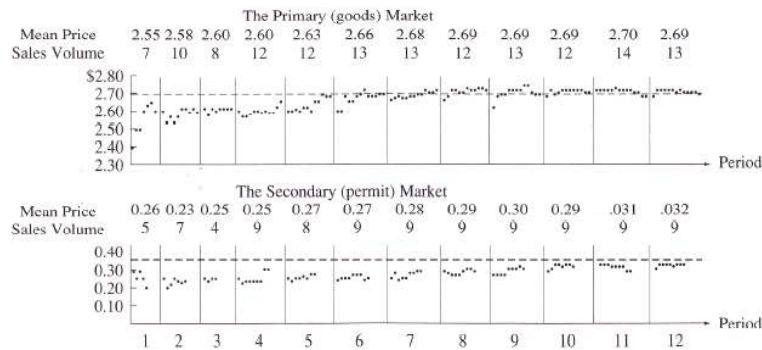 The Primary (goods) Market
Mean Price 2.55 2.58 2.60 2.60 2.63 2.66 2.68 2.69 2.69 2.69 2.70 2.69
Sales Volume 7 10 8 12 12 13 13 12 13 12 14 13
$2.80
2.70
2.60
2.50
2.40
2.30
Period
The Secondary (permit) Market
Mean Price 0.26 0.23 0.25 0.25 0.27 0.27 0.28 0.29 0.30 0.29 .031 .032
Sales Volume 5 7 4 9 8 9 9 9 9 9 9 9
0.40
0.30
0.20
0.10
Period
1 2 3 4 5 6 7 8 9 10 11 12